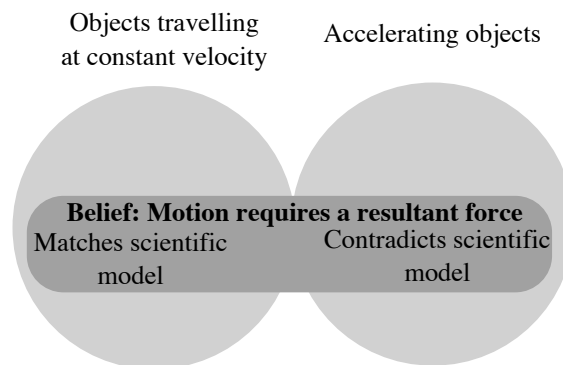 Objects travelling
at constant velocity
Accelerating objects
Belief: Motion requires a resultant force
Matches scientific
model
Contradicts scientific
model